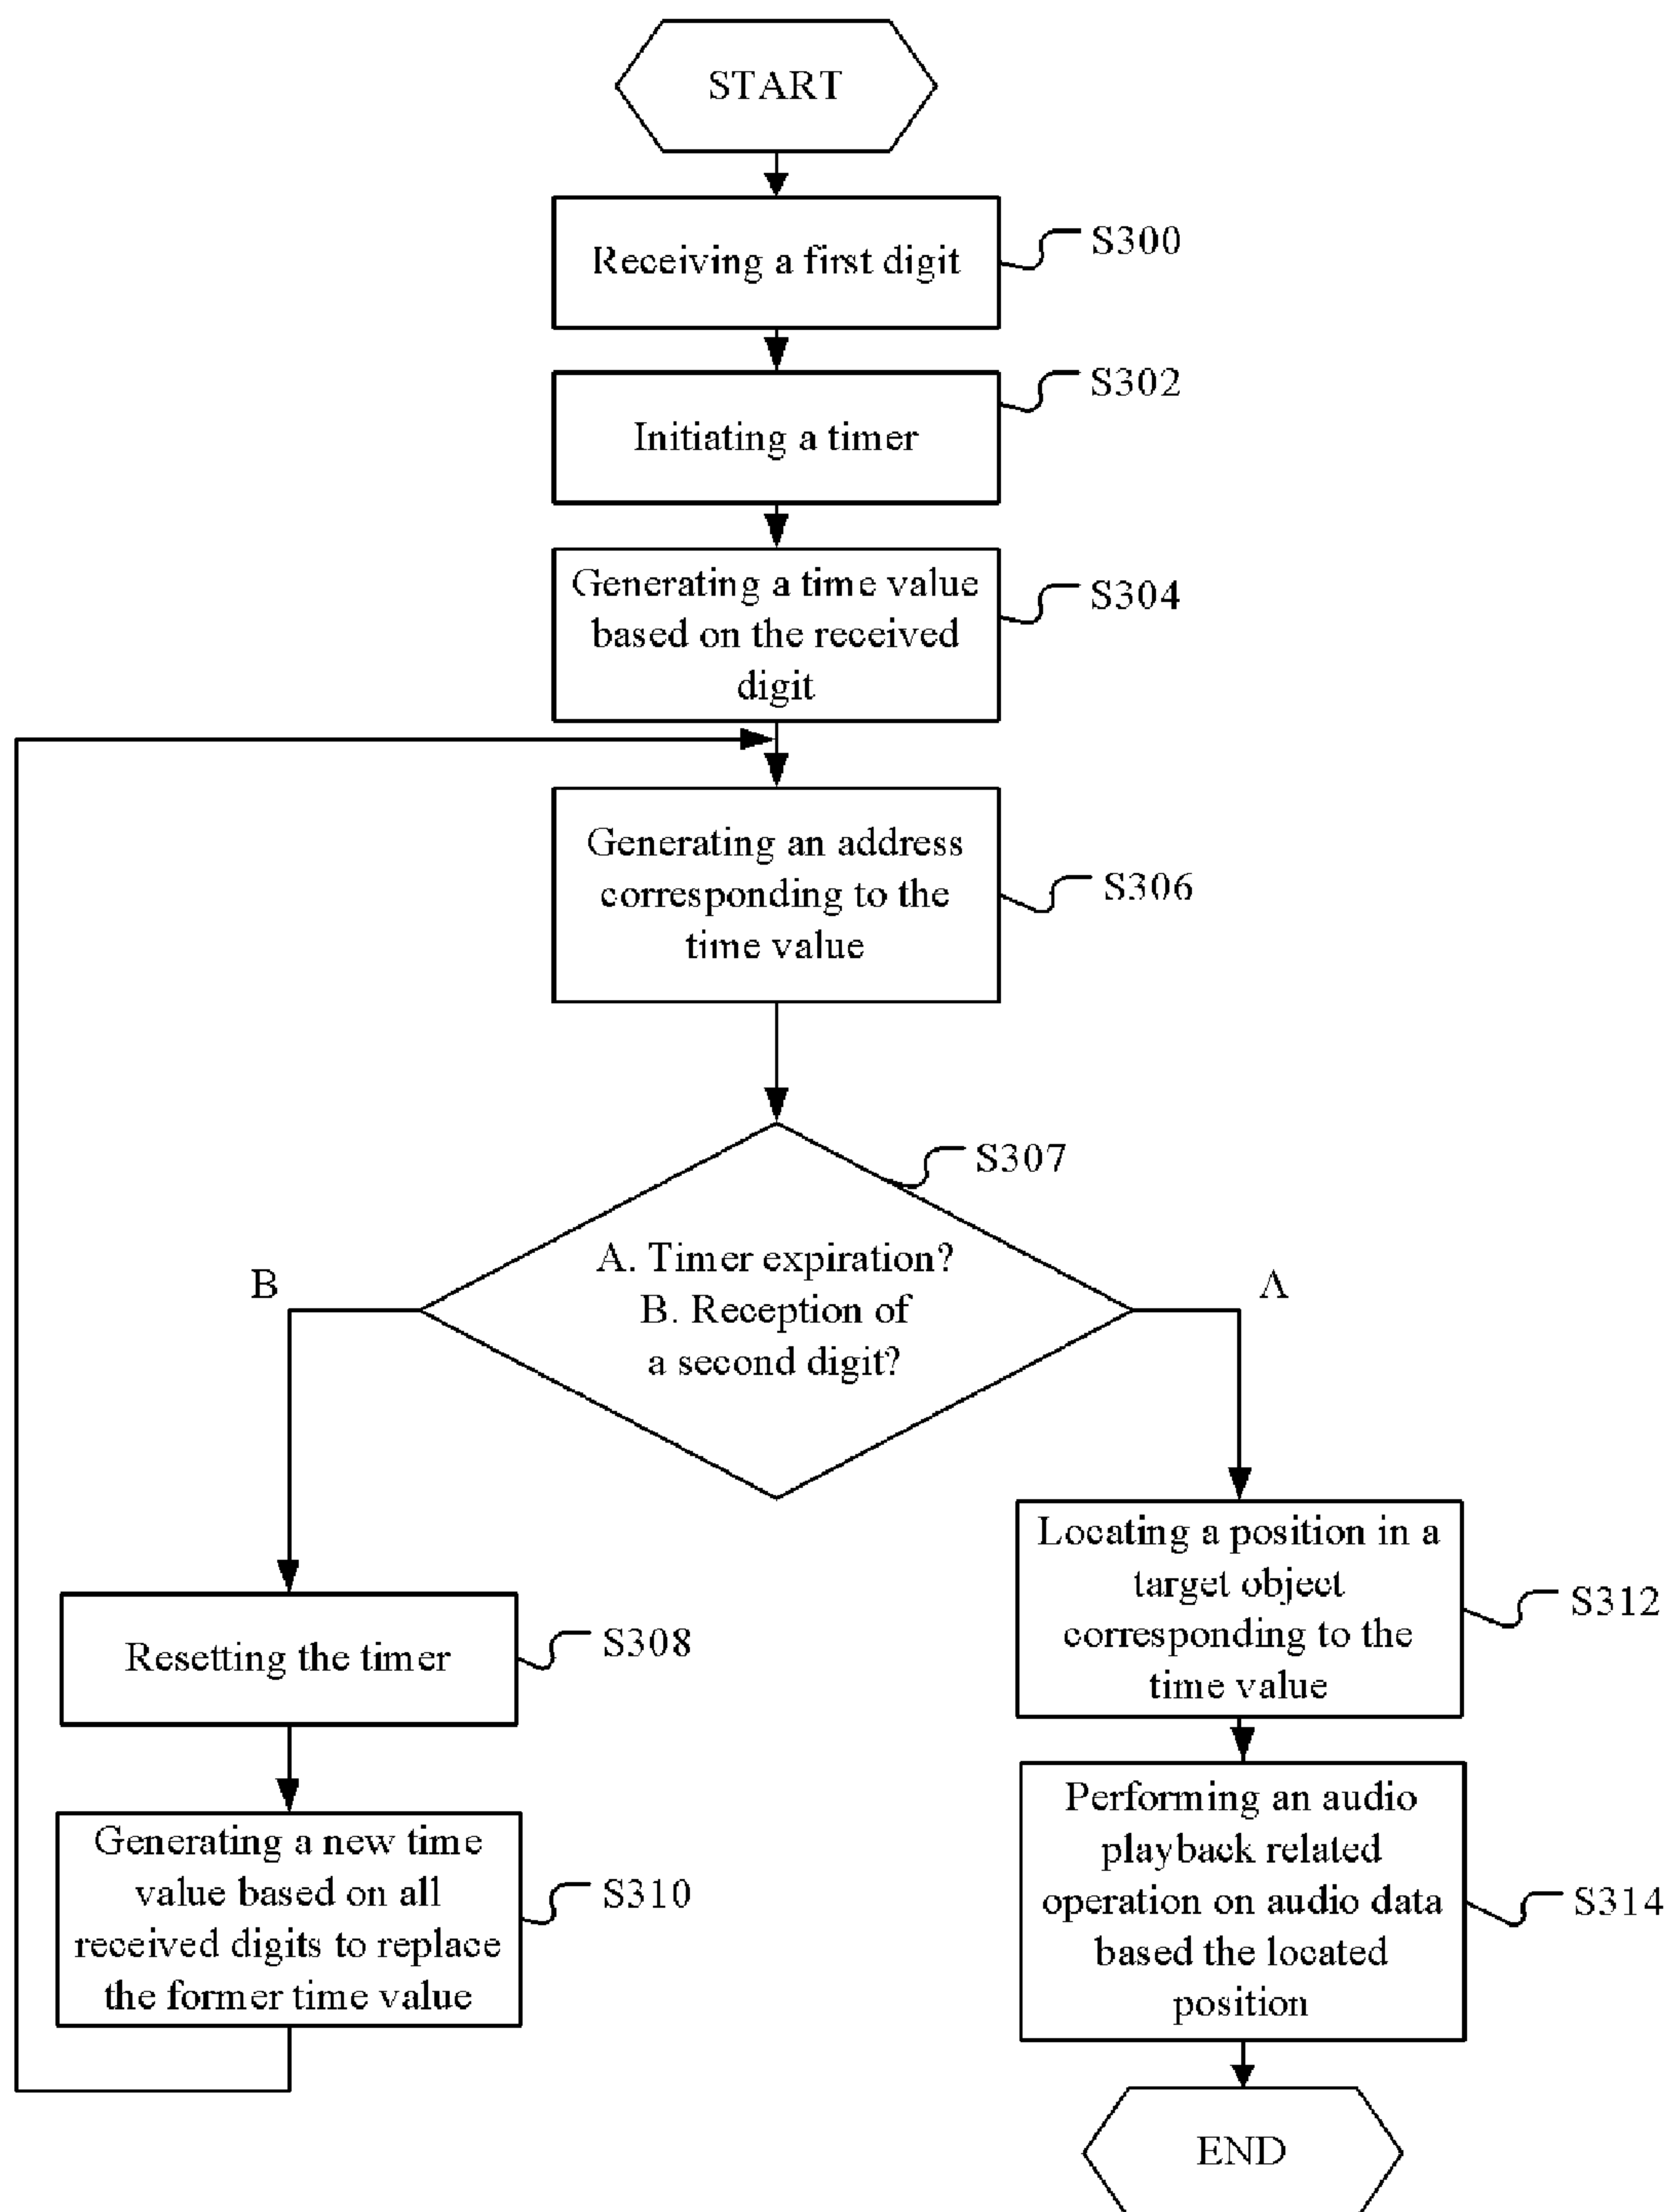 START
Receiving a first digit
S300
Initiating a timer
S302
Generating a time value
based on the received
digit
S304
Generating an address
corresponding to the
time value
S306
S307
A. Timer expiration?
B. Reception of
a second digit?
B
A
Resetting the timer
S308
Generating a new time
value based on all
received digits to replace
the former time value
S310
Locating a position in a
target object
corresponding to the
time value
S312
Performing an audio
playback related
operation on audio data
based the located
position
S314
END